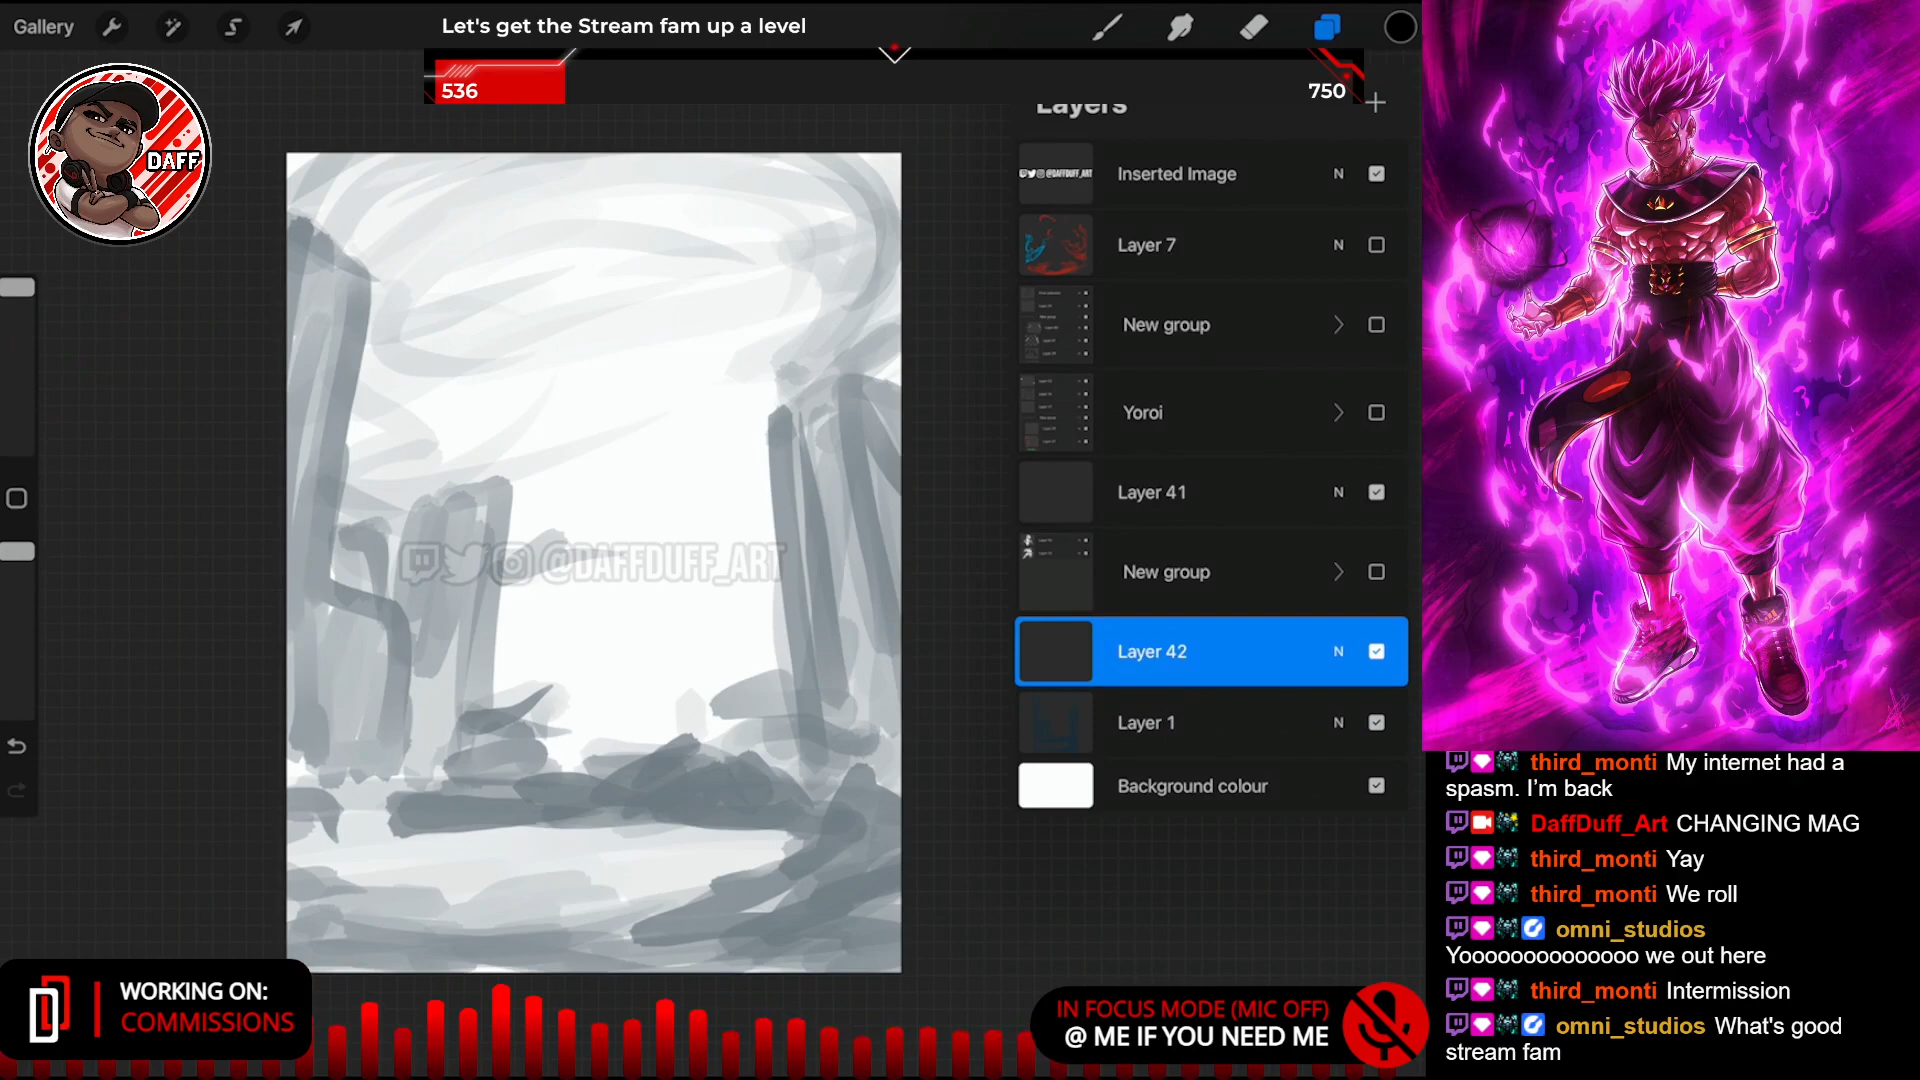 Gallery
Let's get the Stream fam up a level
536
750
DAFF
Layers
Inserted Image N
@DAFFDUFF_ART
Layer 7 N
New group
Yoroi
Layer 41 N
New group
Layer 42 N
Layer 1 N
Background colour
@DAFFDUFF_ART
WORKING ON:
COMMISSIONS
IN FOCUS MODE (MIC OFF)
@ ME IF YOU NEED ME
third_monti My internet had a
spasm. I'm back
DaffDuff_Art CHANGING MAG
third_monti Yay
third_monti We roll
omni_studios
Yoooooooooooooo we out here
third_monti Intermission
omni_studios What's good
stream fam